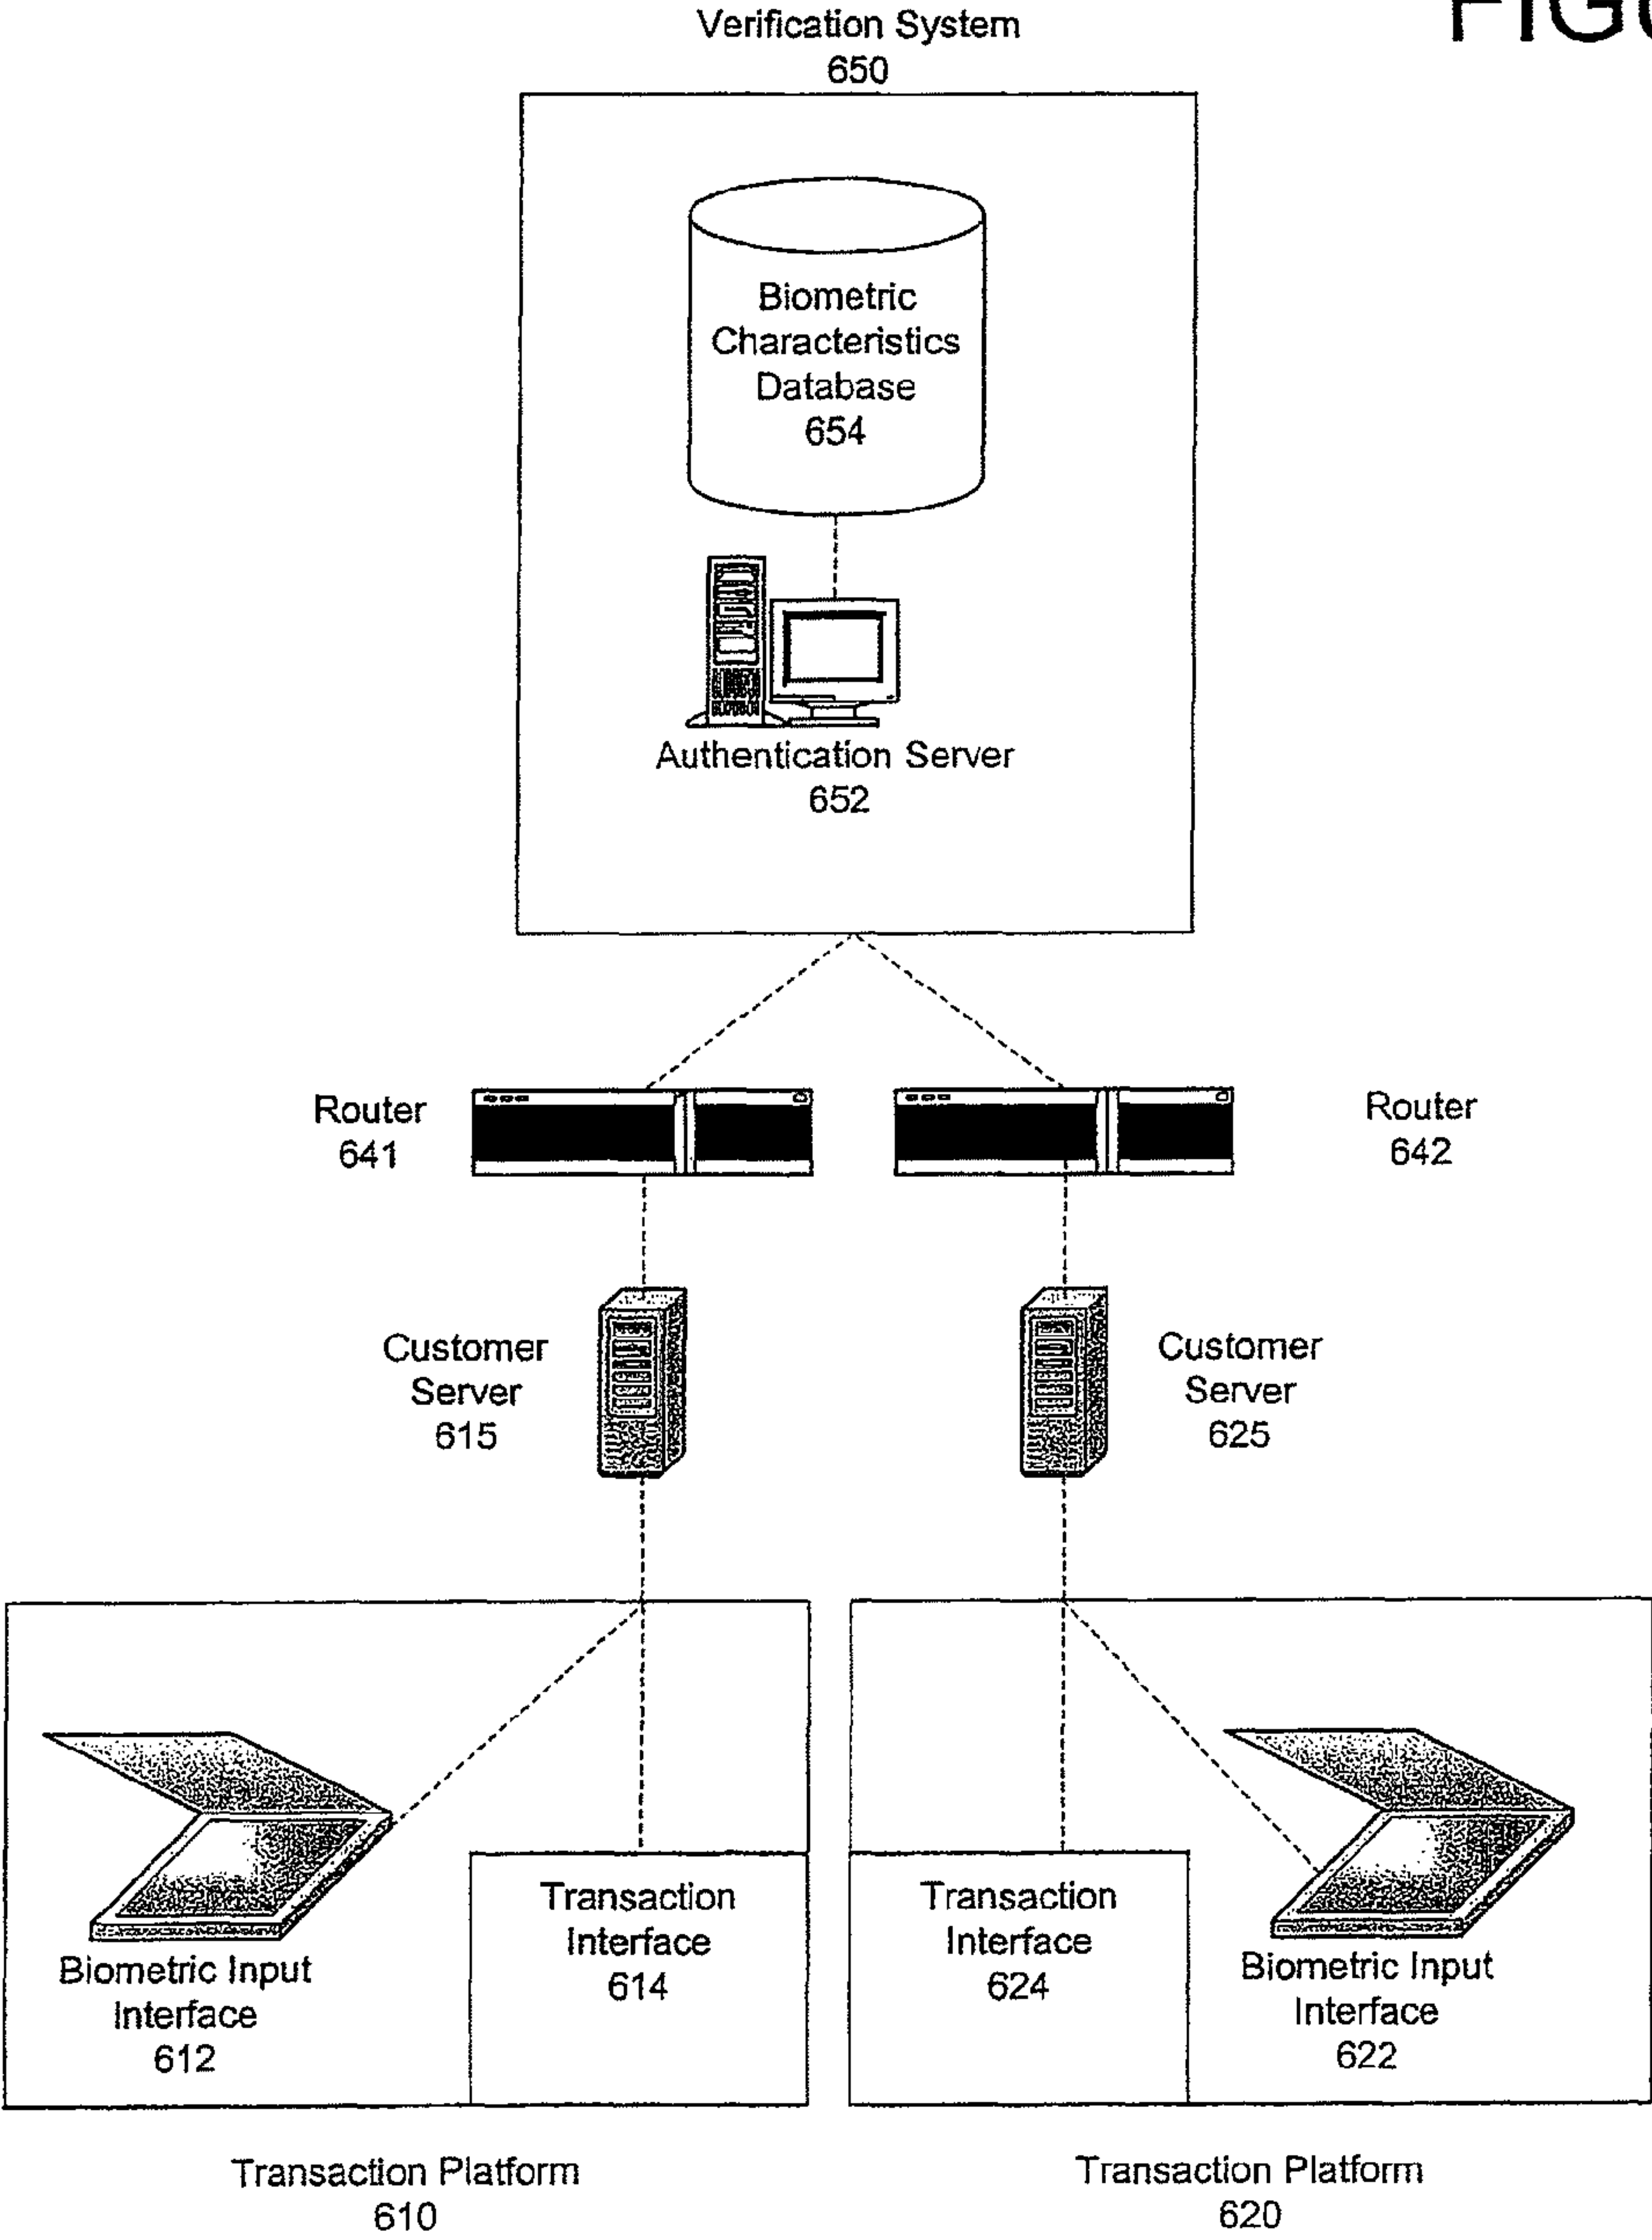 FIGU
Verification System
650
Biometric
Characteristics
Database
654
Authentication Server
652
Router
641
Router
642
Customer
Server
615
Customer
Server
625
Biometric Input
Interface
612
Transaction
Interface
614
Transaction
Interface
624
Biometric Input
Interface
622
Transaction Platform
610
Transaction Platform
620